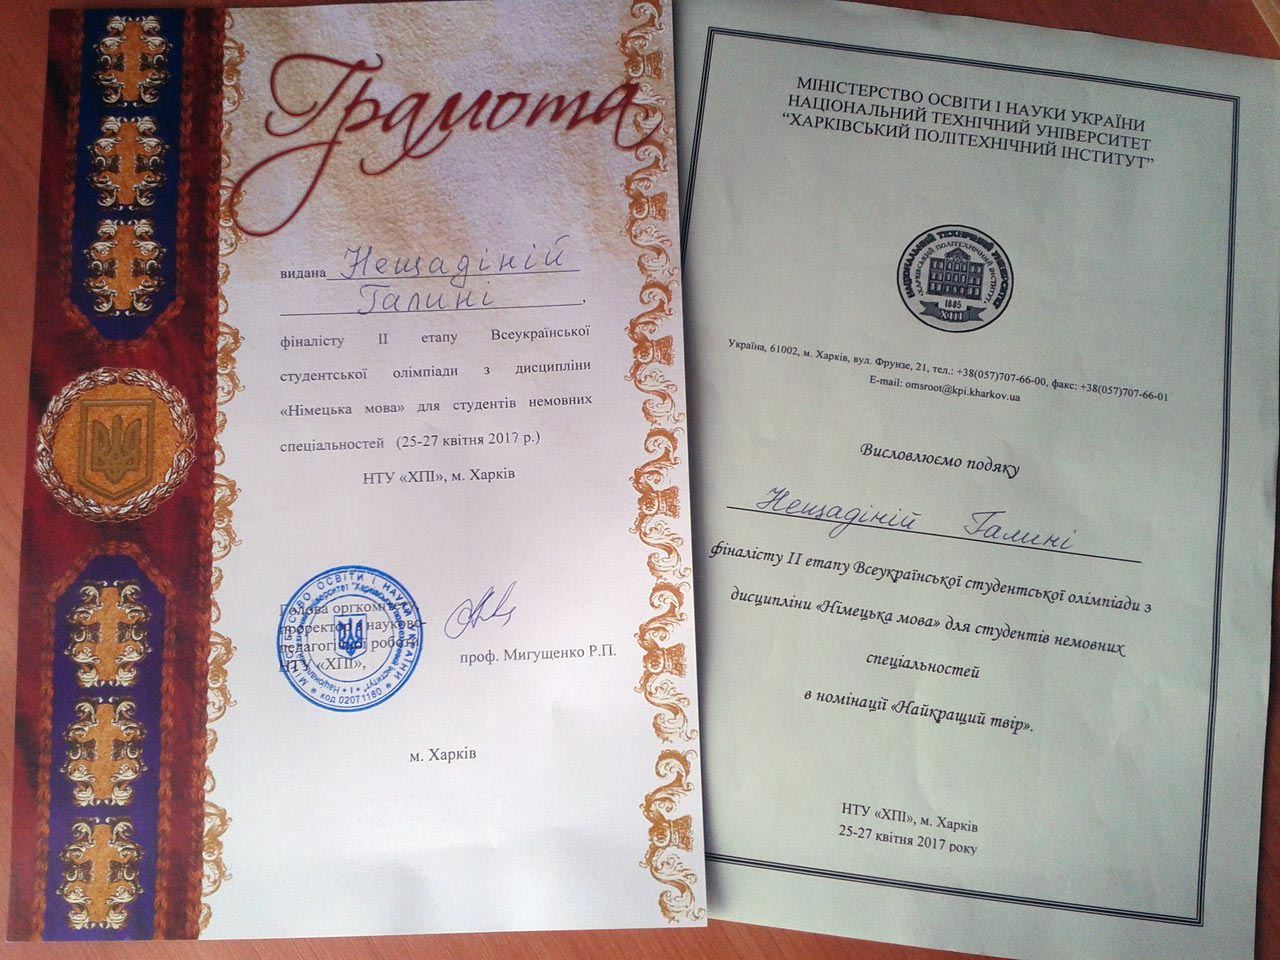 Грамота
видана Нещадіній
Галині,
фіналісту II етапу Всеукраїнської
студентської олімпіади з дисципліни
«Німецька мова» для студентів немовних
спеціальностей (25-27 квітня 2017 р.)
НТУ «ХПІ», м. Харків
Голова оргкомітету,
проректор з науково-
педагогічної роботи
НТУ «ХПІ»,
проф. Мигущенко Р.П.
код 02071180
м. Харків
МІНІСТЕРСТВО ОСВІТИ І НАУКИ УКРАЇНИ
НАЦІОНАЛЬНИЙ ТЕХНІЧНИЙ УНІВЕРСИТЕТ
“ХАРКІВСЬКИЙ ПОЛІТЕХНІЧНИЙ ІНСТИТУТ”
НАЦІОНАЛЬНИЙ ТЕХНІЧНИЙ УНІВЕРСИТЕТ
ХАРКІВСЬКИЙ ПОЛІТЕХНІЧНИЙ ІНСТИТУТ
1885
ХПІ
Україна, 61002, м. Харків, вул. Фрунзе, 21, тел.: +38(057)707-66-00, факс: +38(057)707-66-01
E-mail: omsroot@kpi.kharkov.ua
Висловлюємо подяку
Нещадіній Галині
фіналісту II етапу Всеукраїнської студентської олімпіади з
дисципліни «Німецька мова» для студентів немовних
спеціальностей
в номінації «Найкращий твір».
НТУ «ХПІ», м. Харків
25-27 квітня 2017 року